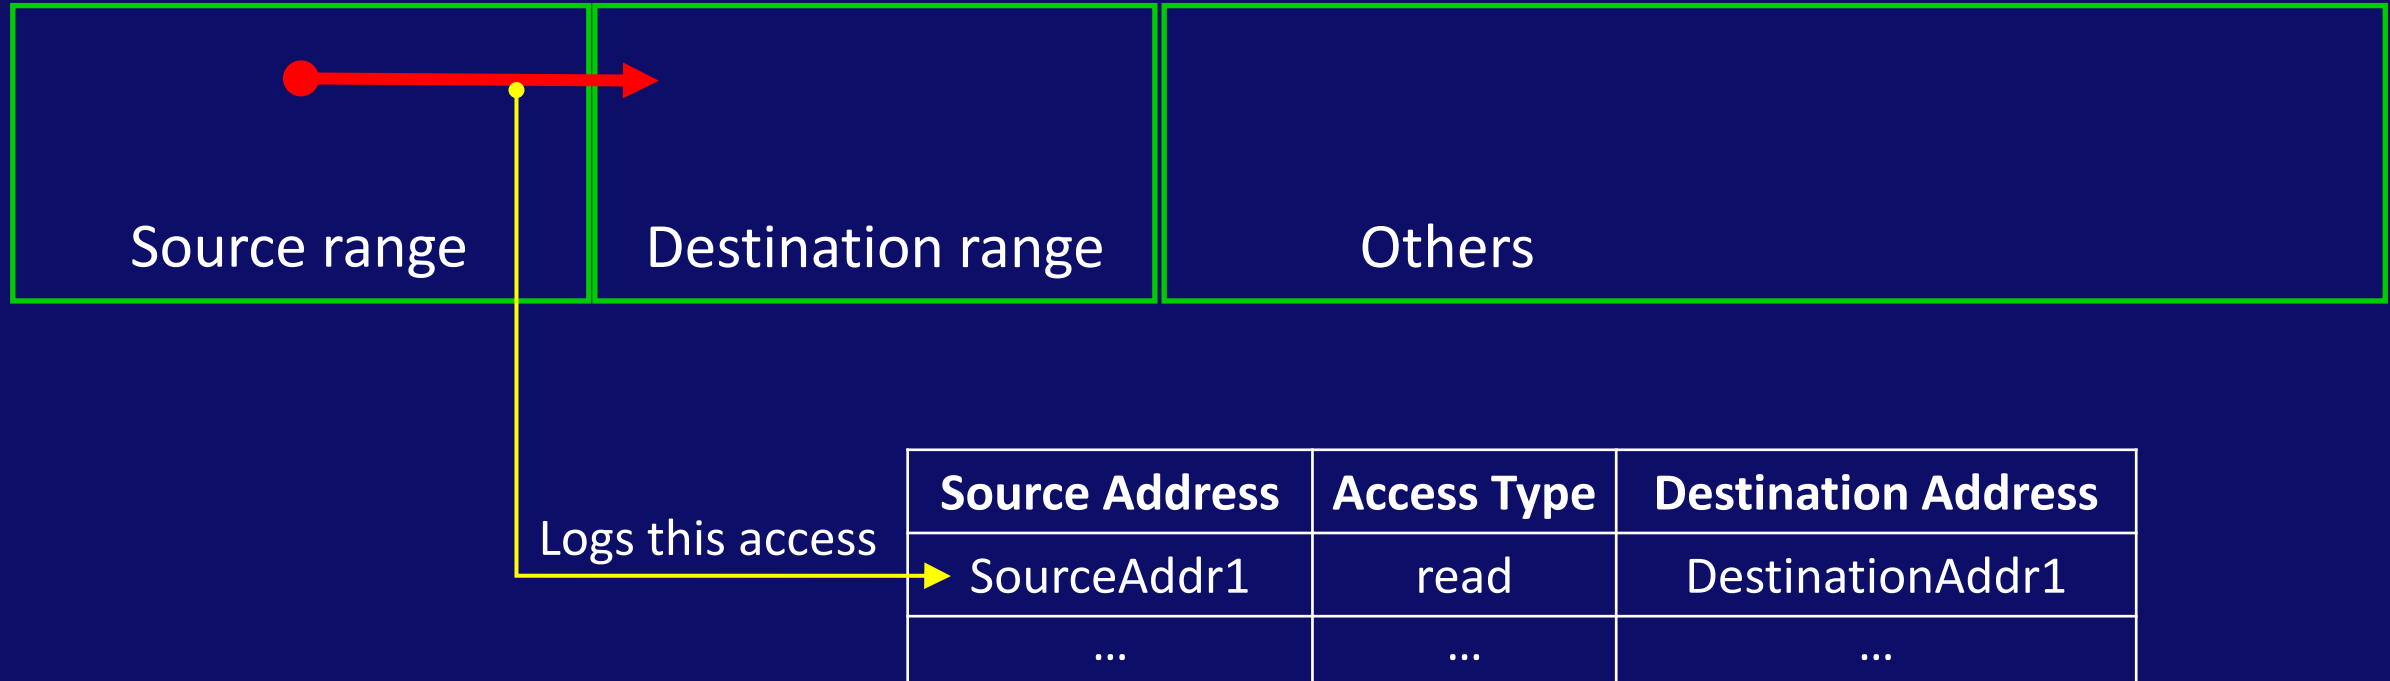 Source range
Destination range
Others
Logs this access
Source Address Access Type Destination Address
SourceAddr1 read DestinationAddr1
... ... ...